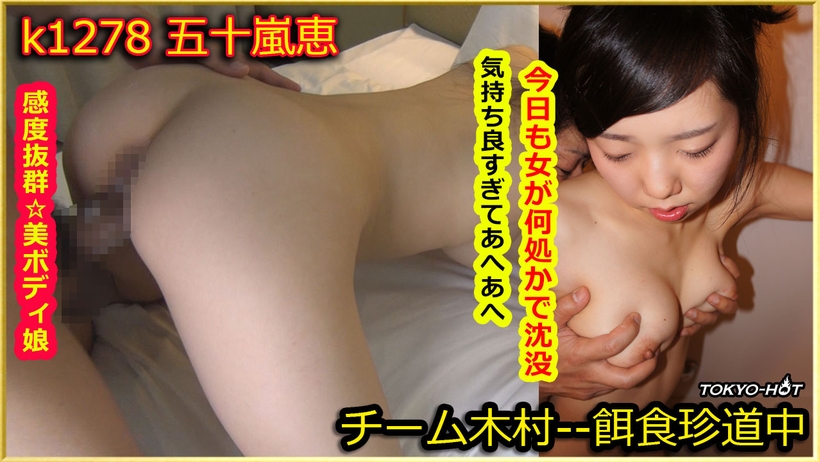 k1278 五十嵐恵
感度抜群☆美ボディ娘
今日も女が何処かで沈没
気持ち良すぎてあへあへ
TOKYO-HOT
チーム木村--餌食珍道中